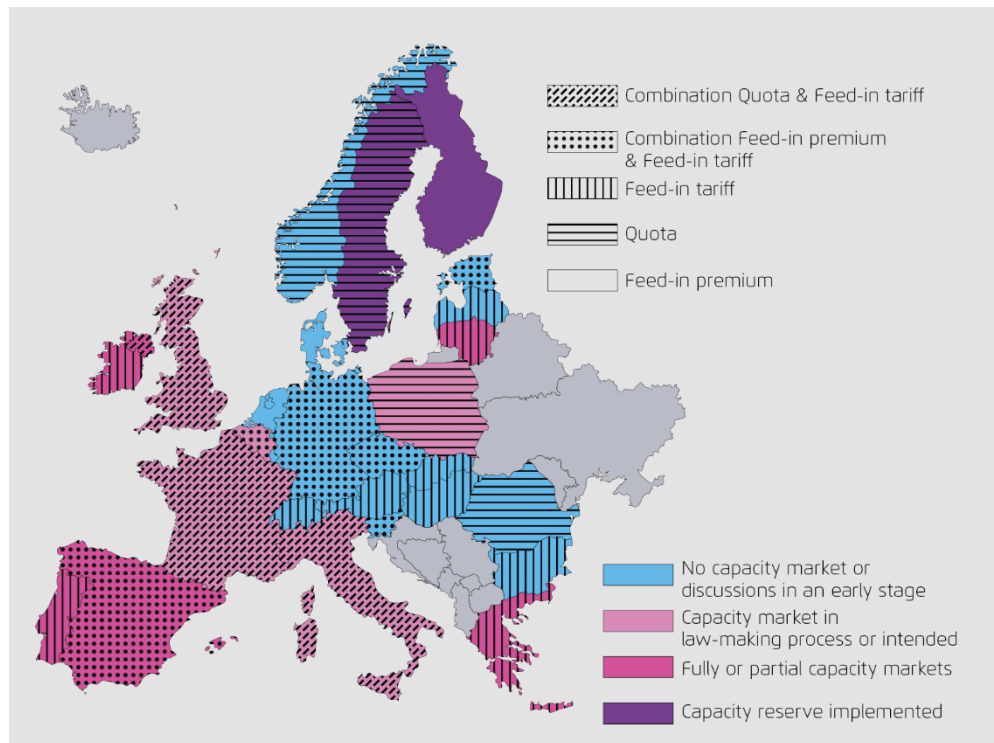 Combination Quota & Feed-in tariff
Combination Feed-in premium
& Feed-in tariff
Feed-in tariff
Quota
Feed-in premium
No capacity market or
discussions in an early stage
Capacity market in
law-making process or intended
Fully or partial capacity markets
Capacity reserve implemented